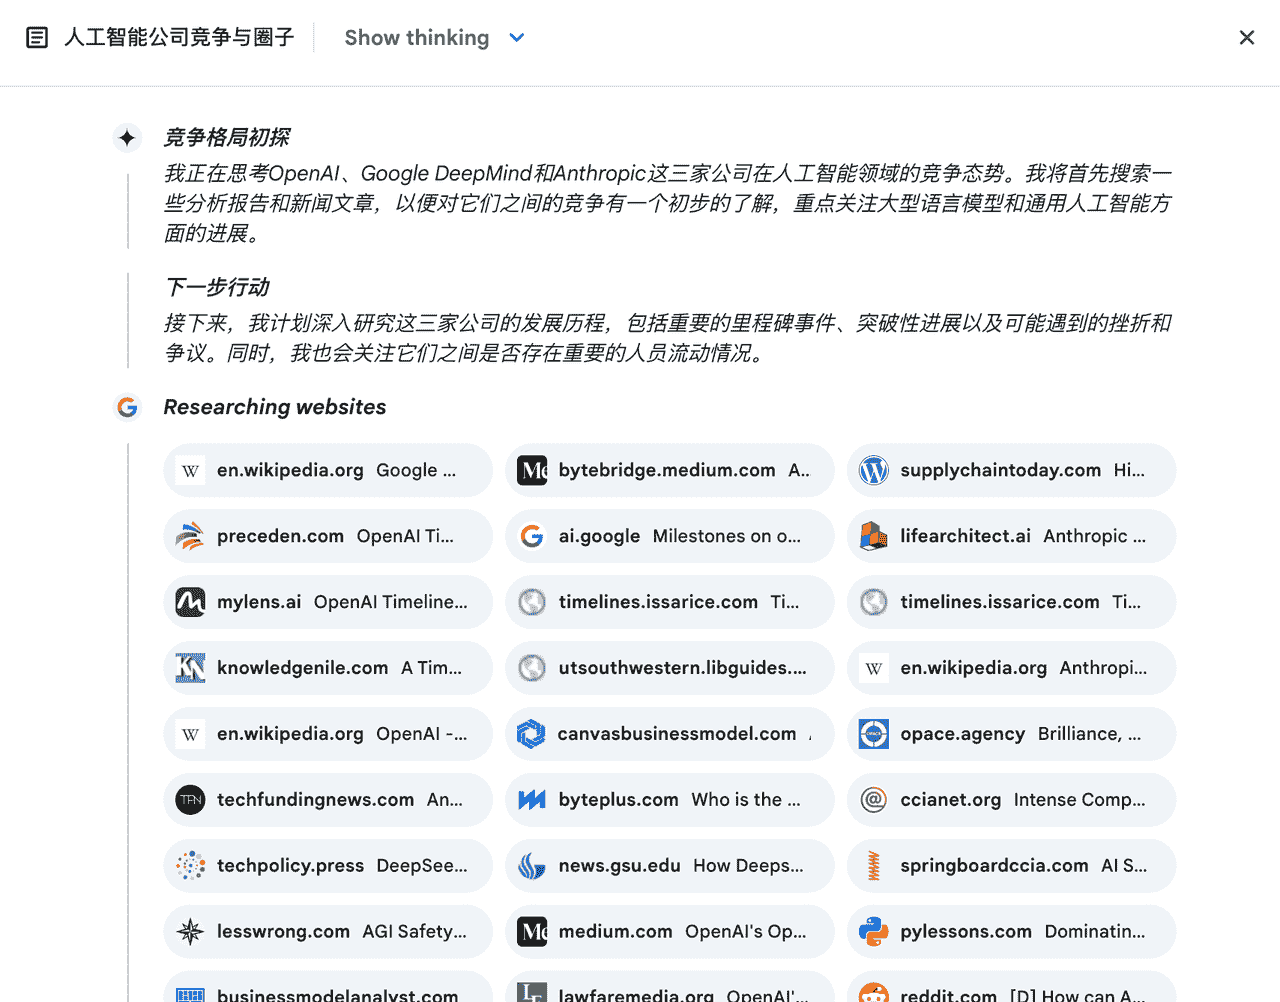 人工智能公司竞争与圈子
Show thinking
竞争格局初探
我正在思考OpenAI、Google DeepMind和Anthropic这三家公司在人工智能领域的竞争态势。我将首先搜索一
些分析报告和新闻文章，以便对它们之间的竞争有一个初步的了解，重点关注大型语言模型和通用人工智能方
面的进展。
下一步行动
接下来，我计划深入研究这三家公司的发展历程，包括重要的里程碑事件、突破性进展以及可能遇到的挫折和
争议。同时，我也会关注它们之间是否存在重要的人员流动情况。
Researching websites
en.wikipedia.org Google ...
bytebridge.medium.com A...
supplychaintoday.com Hi...
preceden.com OpenAI Ti...
ai.google Milestones on o...
lifearchitect.ai Anthropic ...
mylens.ai OpenAI Timeline...
timelines.issarice.com Ti...
timelines.issarice.com Ti...
knowledgenile.com A Tim...
utsouthwestern.libguides....
en.wikipedia.org Anthropi...
en.wikipedia.org OpenAI -...
canvasbusinessmodel.com
opace.agency Brilliance, ...
techfundingnews.com An...
byteplus.com Who is the ...
ccianet.org Intense Comp...
techpolicy.press DeepSee...
news.gsu.edu How Deeps...
springboardccia.com AI S...
lesswrong.com AGI Safety...
medium.com OpenAI's Op...
pylessons.com Dominatin...
businessmodelanalyst.com
lawfaremedia.org OpenAI'...
reddit.com [D] How can A...